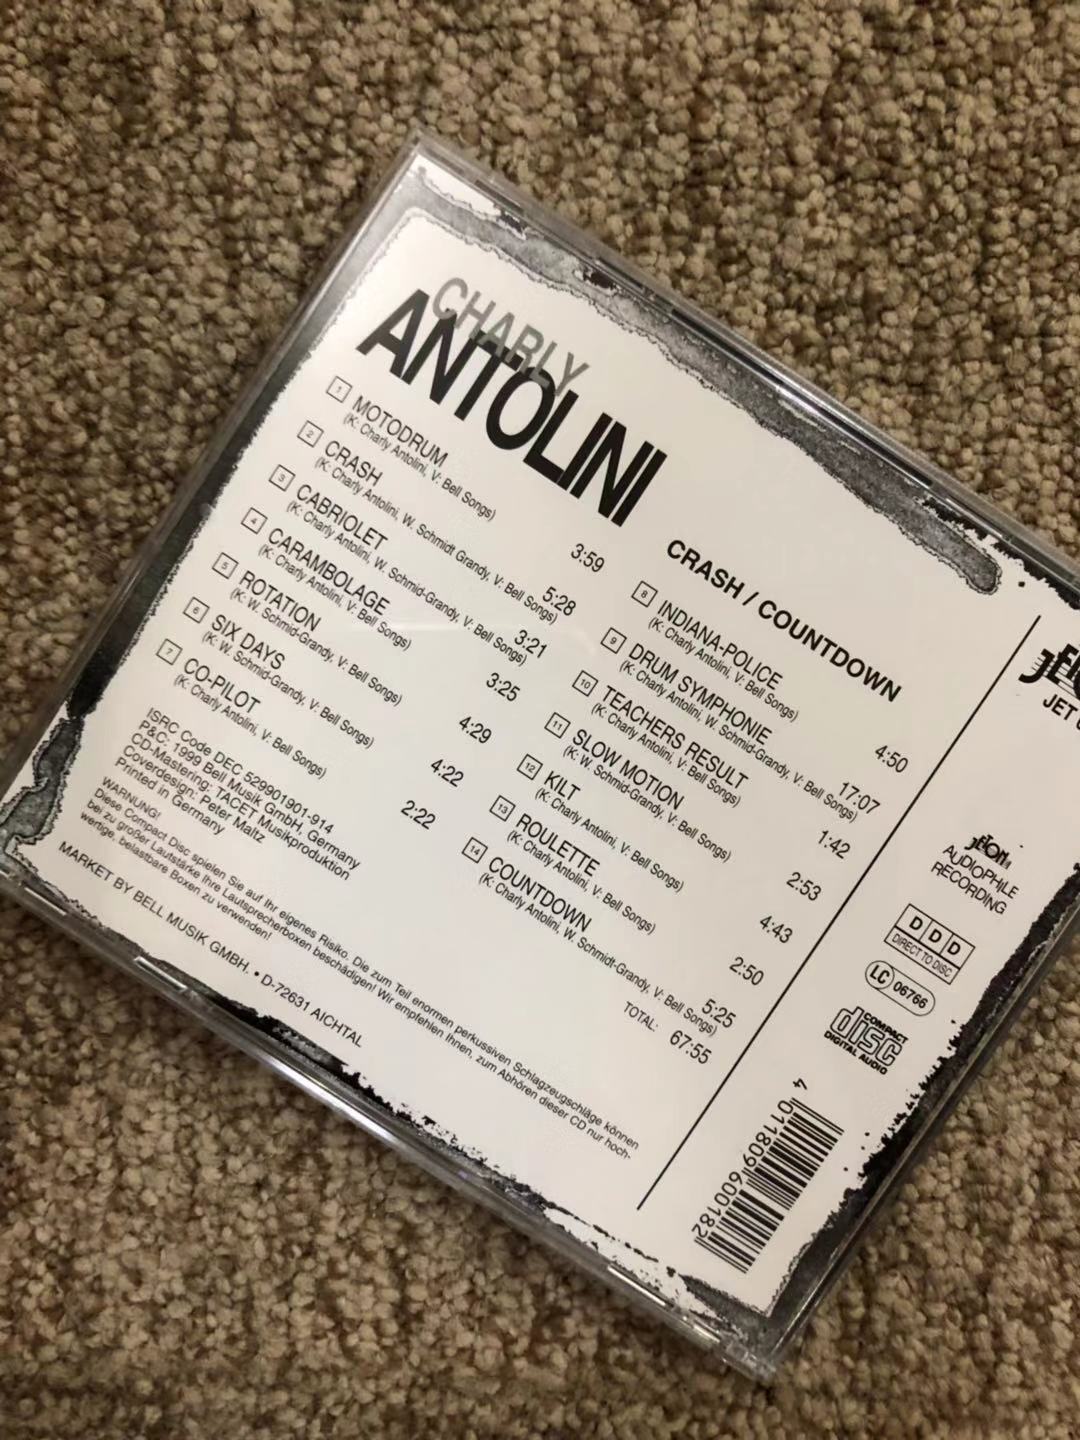 CHARLY
ANTOLINI
CRASH / COUNTDOWN
1 MOTODRUM 3:59
(K: Charly Antolini, V: Bell Songs)
2 CRASH 5:28
(K: Charly Antolini, W. Schmidt Grandy, V: Bell Songs)
3 CABRIOLET 3:21
(K: Charly Antolini, W. Schmid-Grandy, V: Bell Songs)
4 CARAMBOLAGE 3:25
(K: Charly Antolini, V: Bell Songs)
5 ROTATION 4:29
(K: W. Schmid-Grandy, V: Bell Songs)
6 SIX DAYS 4:22
(K: W. Schmid-Grandy, V: Bell Songs)
7 CO-PILOT 2:22
(K: Charly Antolini, V: Bell Songs)
8 INDIANA-POLICE 4:50
(K: Charly Antolini, V: Bell Songs)
9 DRUM SYMPHONIE 17:07
(K: Charly Antolini, W. Schmid-Grandy, V: Bell Songs)
10 TEACHERS RESULT 1:42
(K: Charly Antolini, V: Bell Songs)
11 SLOW MOTION 2:53
(K: W. Schmid-Grandy, V: Bell Songs)
12 KILT 4:43
(K: Charly Antolini, V: Bell Songs)
13 ROULETTE 2:50
(K: Charly Antolini, V: Bell Songs)
14 COUNTDOWN 5:25
(K: Charly Antolini, W. Schmidt-Grandy, V: Bell Songs)
TOTAL: 67:55
ISRC Code DEC 529901901-914
P&C: 1999 Bell Musik GmbH, Germany
CD-Mastering: TACET Musikproduktion
Coverdesign: Peter Maltz
Printed in Germany
WARNUNG!
Diese Compact Disc spielen Sie auf Ihr eigenes Risiko. Die zum Teil enormen perkussiven Schlagzeugschläge können
bei zu großer Lautstärke Ihre Lautsprecherboxen beschädigen! Wir empfehlen Ihnen, zum Abhören dieser CD nur hoch-
wertige, belastbare Boxen zu verwenden!
MARKET BY BELL MUSIK GMBH. • D-72631 AICHTAL
JET
AUDIOPHILE
RECORDING
D D D
DIRECT TO DISC
LC 06766
COMPACT
disc
DIGITAL AUDIO
4 011809 600182